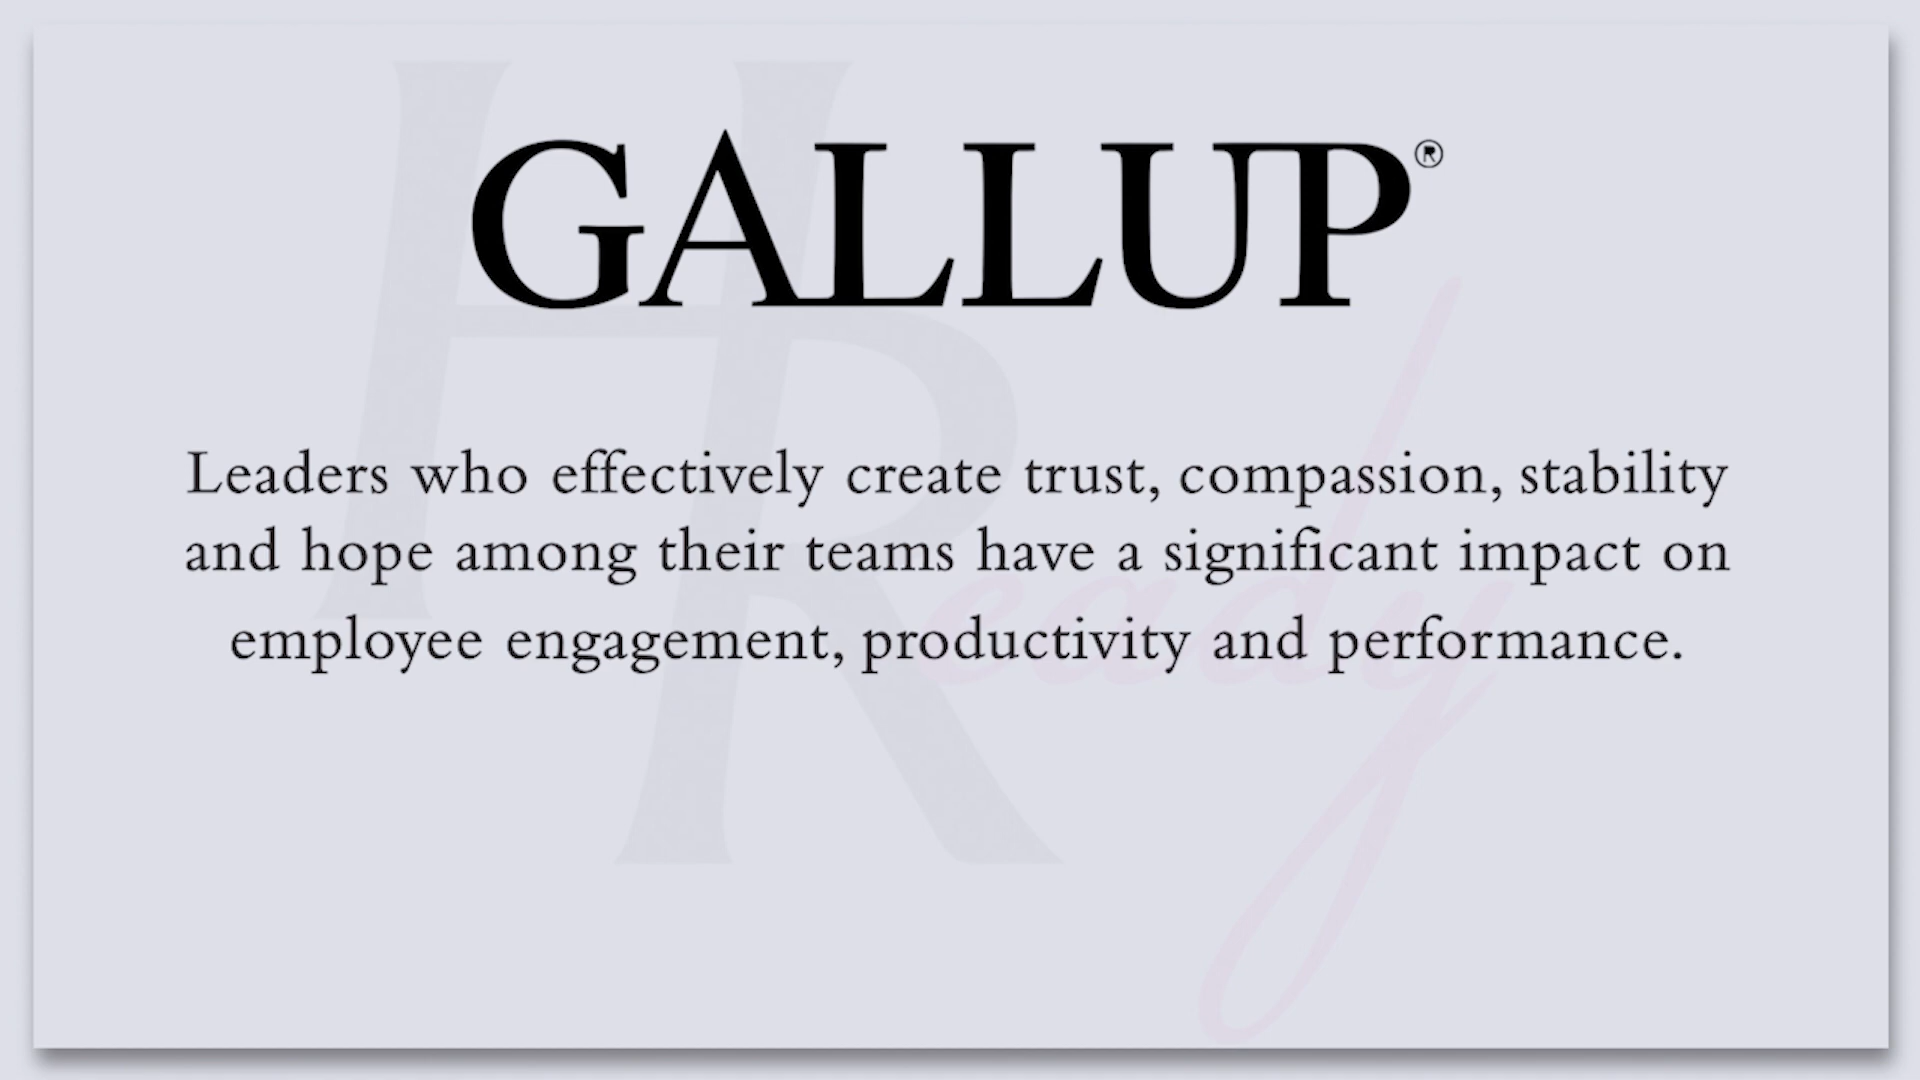 GALLUP®
Leaders who effectively create trust, compassion, stability
and hope among their teams have a significant impact on
employee engagement, productivity and performance.
HReady